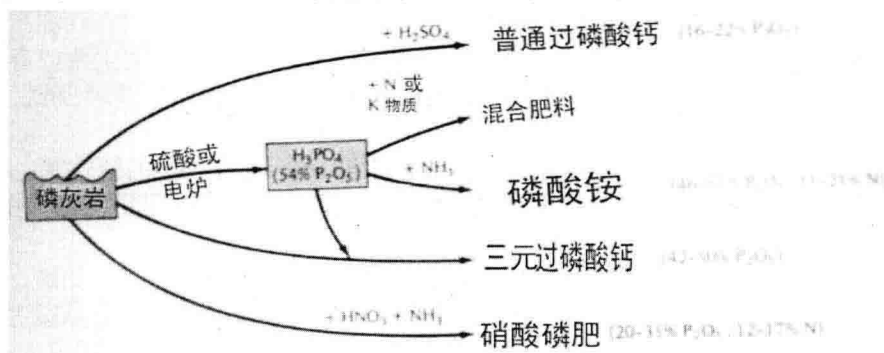 + H₂SO₄
普通过磷酸钙
+ N 或
K 物质
混合肥料
硫酸或
电炉
H₃PO₄
(54% P₂O₅)
+ NH₃
磷酸铵
磷灰岩
三元过磷酸钙
+ HNO₃ + NH₃
硝酸磷肥